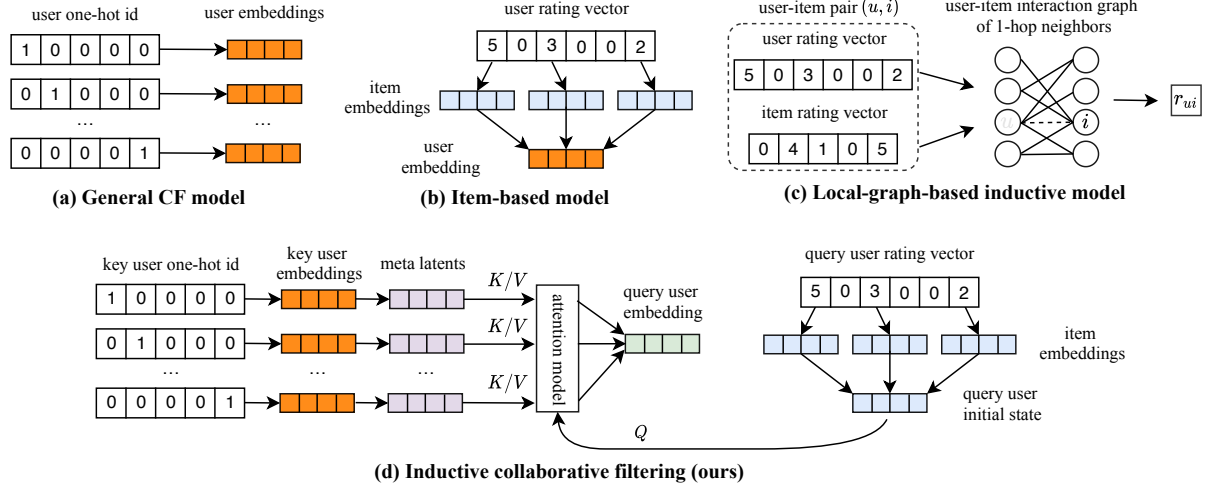 user one-hot id
user embeddings
1 0 0 0 0
0 1 0 0 0
... ...
0 0 0 0 1
(a) General CF model
user rating vector
5 0 3 0 0 2
item
embeddings
user
embedding
(b) Item-based model
user-item pair (u, i)
user rating vector
5 0 3 0 0 2
item rating vector
0 4 1 0 5
user-item interaction graph
of 1-hop neighbors
u i
r_{ui}
(c) Local-graph-based inductive model
key user one-hot id
key user
embeddings
meta latents
1 0 0 0 0
0 1 0 0 0
... ... ...
0 0 0 0 1
K/V
K/V
K/V
attention model
query user
embedding
Q
query user rating vector
5 0 3 0 0 2
item
embeddings
query user
initial state
(d) Inductive collaborative filtering (ours)